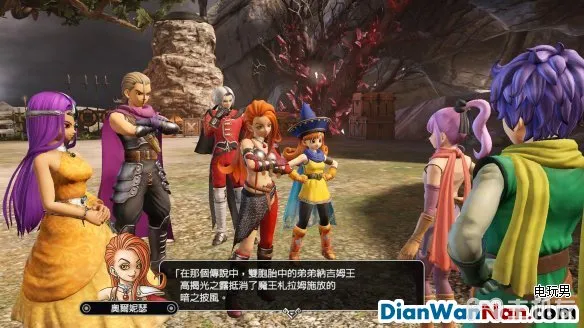 「在那個傳說中，雙胞胎中的弟弟納吉姆王
高揭光之露抵消了魔王札拉姆施放的
暗之披風。
奧爾妮瑟
电玩男
DianWanNan.com